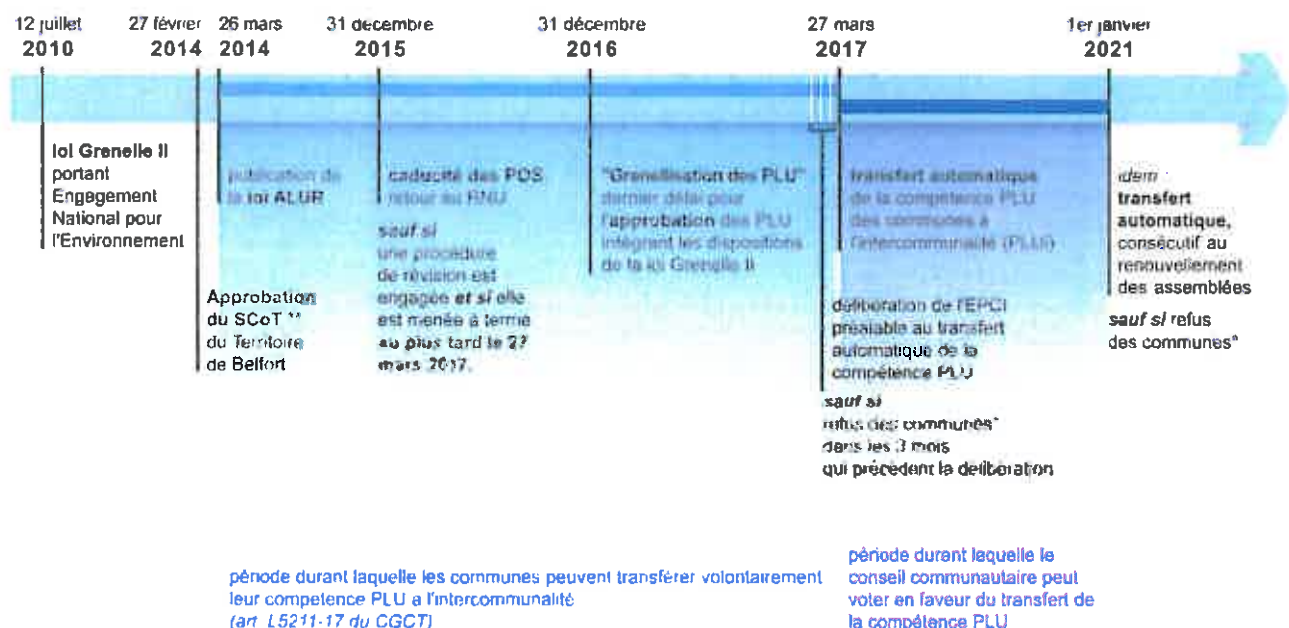 12 juillet
2010
27 février
2014
26 mars
2014
31 décembre
2015
31 décembre
2016
27 mars
2017
1er janvier
2021
loi Grenelle II
portant
Engagement
National pour
l'Environnement
Approbation
du SCoT **
du Territoire
de Belfort
publication de
la loi ALUR
caducité des POS
retour au RNU
sauf si
une procédure
de révision est
engagée et si elle
est menée à terme
au plus tard le 27
mars 2017.
"Grenellisation des PLU"
dernier délai pour
l'approbation des PLU
intégrant les dispositions
de la loi Grenelle II
transfert automatique
de la compétence PLU
des communes à
l'intercommunalité (PLUi)
délibération de l'EPCI
préalable au transfert
automatique de la
compétence PLU
sauf si
refus des communes*
dans les 3 mois
qui précèdent la délibération
idem :
transfert
automatique,
consécutif au
renouvellement
des assemblées
sauf si refus
des communes*
période durant laquelle les communes peuvent transférer volontairement
leur compétence PLU a l'intercommunalité
(art. L5211-17 du CGCT)
période durant laquelle le
conseil communautaire peut
voter en faveur du transfert de
la compétence PLU